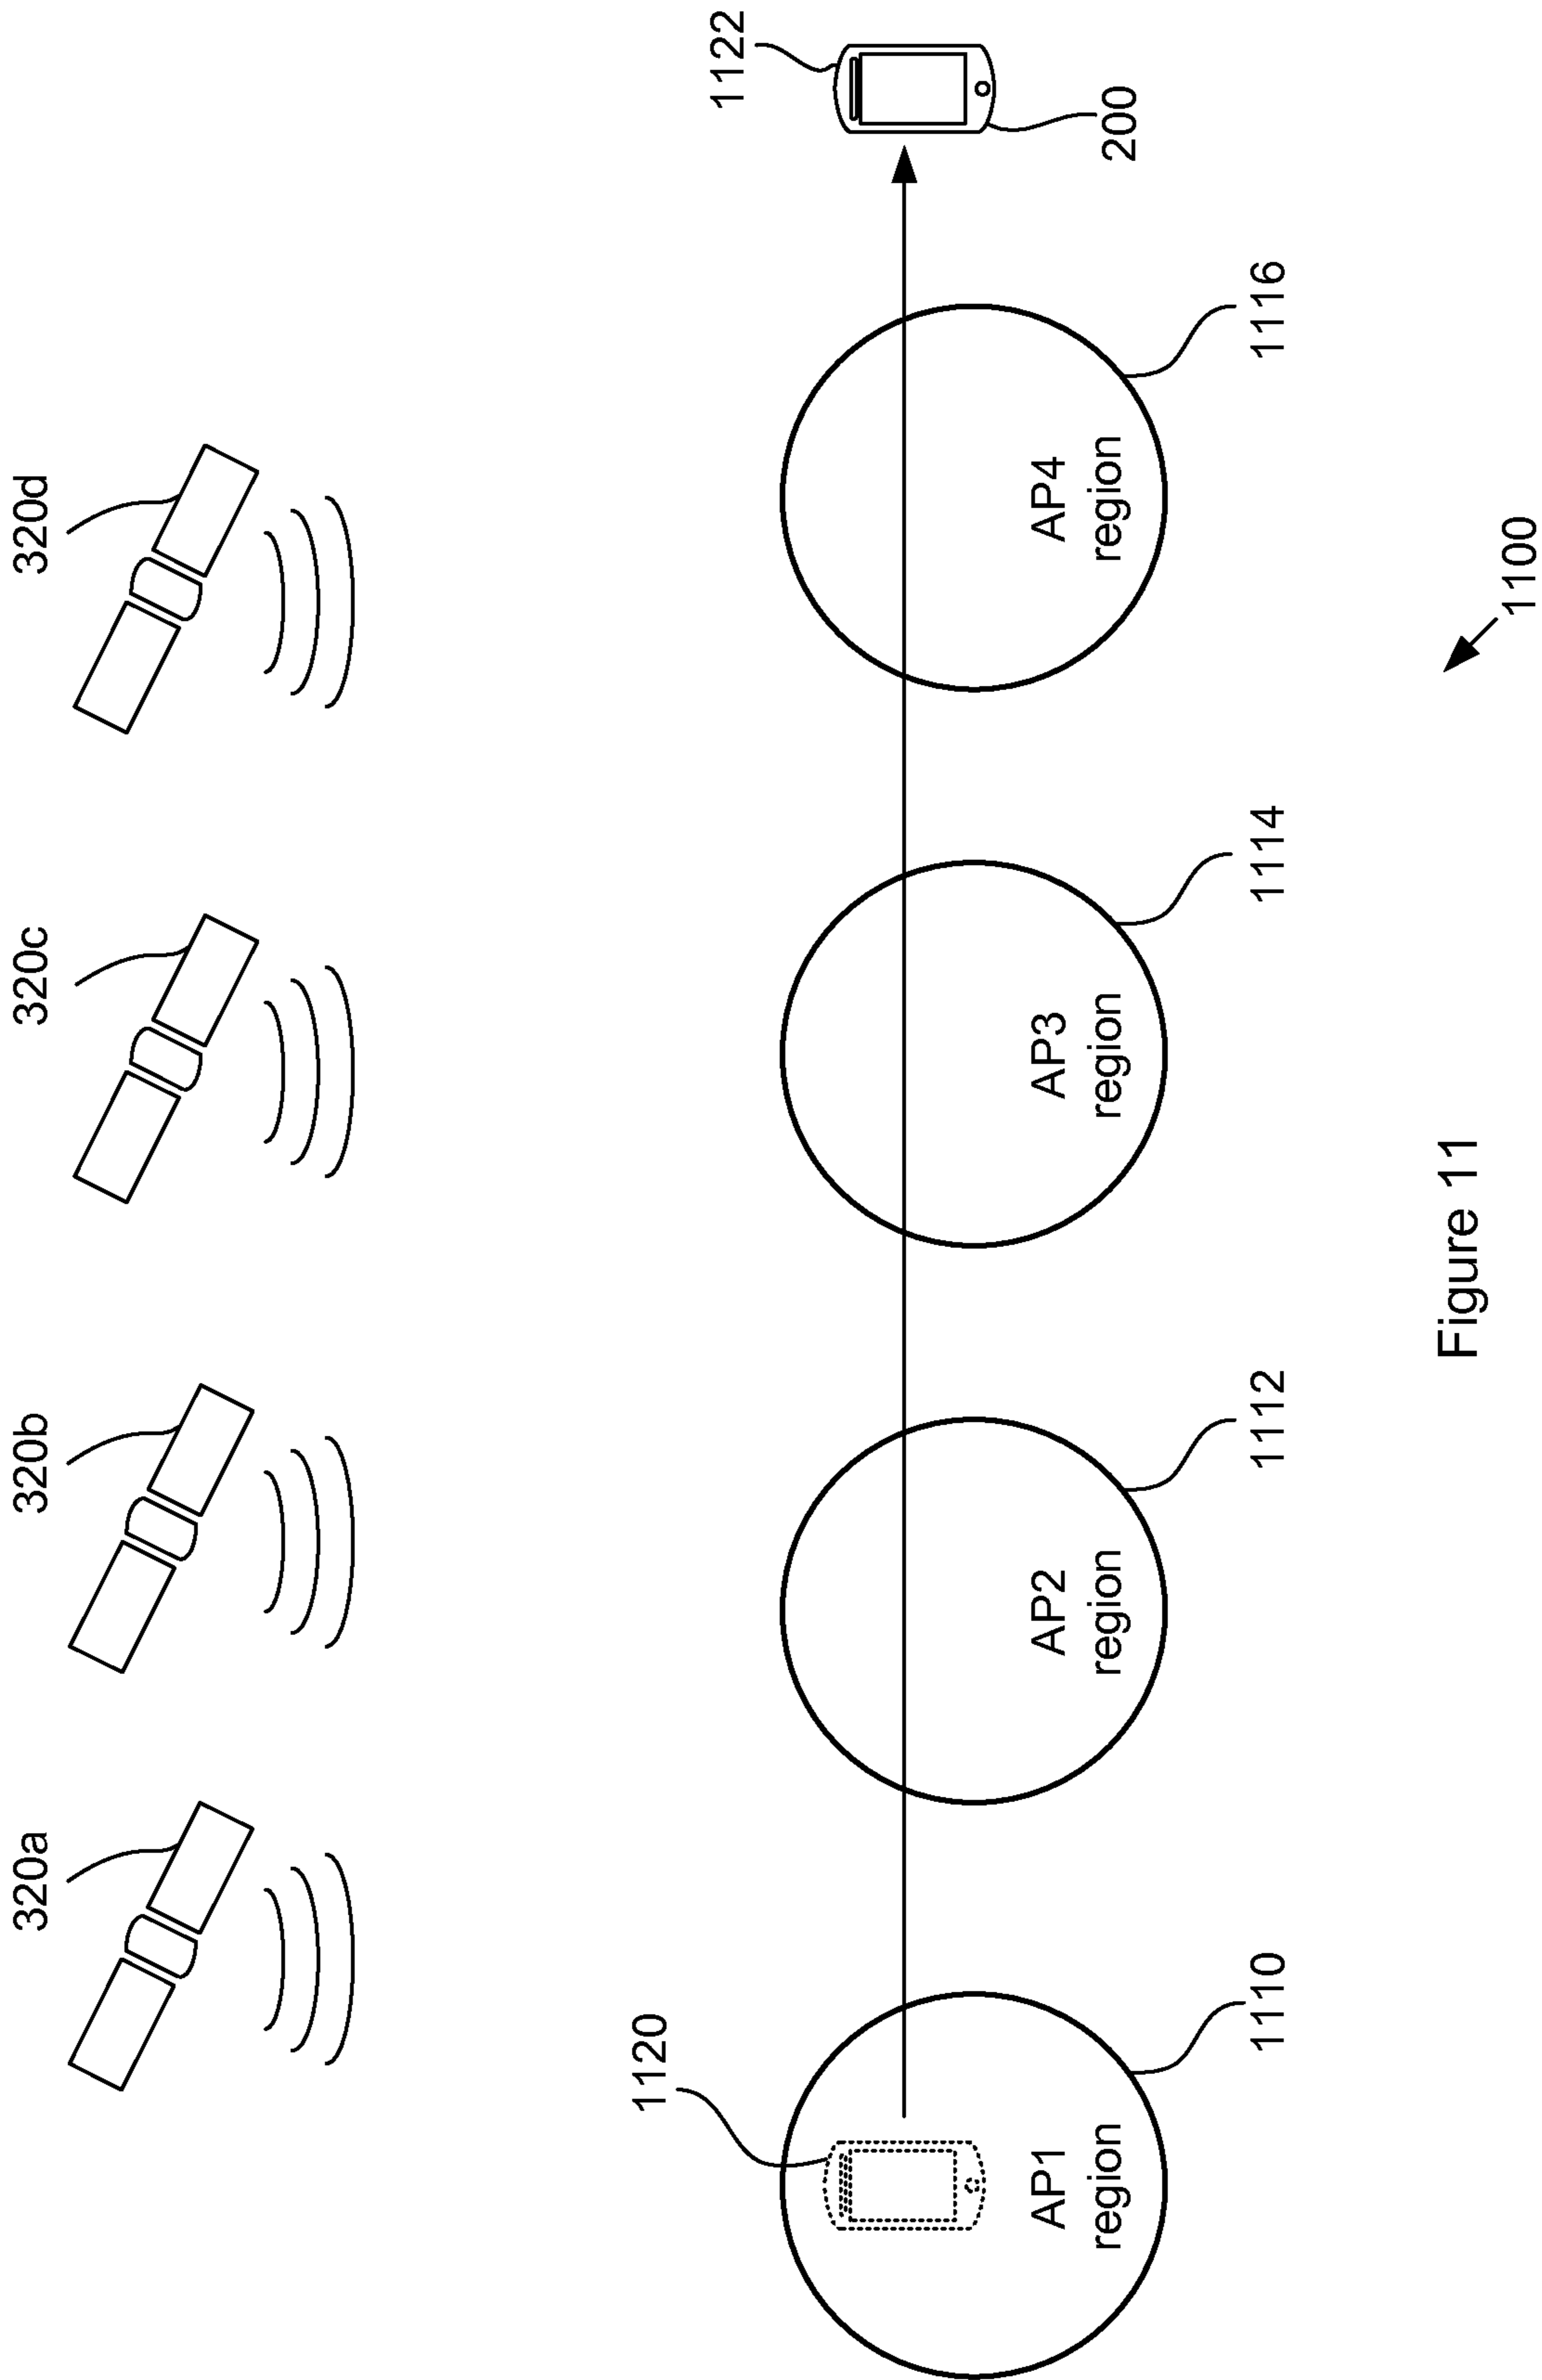 320a
320b
320c
320d
1120
1122
200
AP1
region
AP2
region
AP3
region
AP4
region
1110
1112
1114
1116
1100
Figure 11